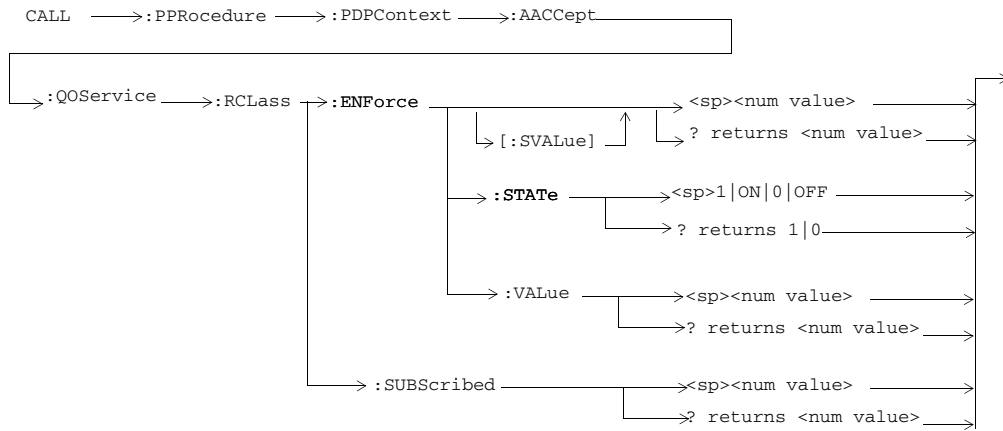 CALL :PPRocedure :PDPContext :AACCept
:QOService :RCLass :ENForce <sp><num value>
[:SVALue] ? returns <num value>
:STATe <sp>1|ON|0|OFF
? returns 1|0
:VALue <sp><num value>
? returns <num value>
:SUBScribed <sp><num value>
? returns <num value>